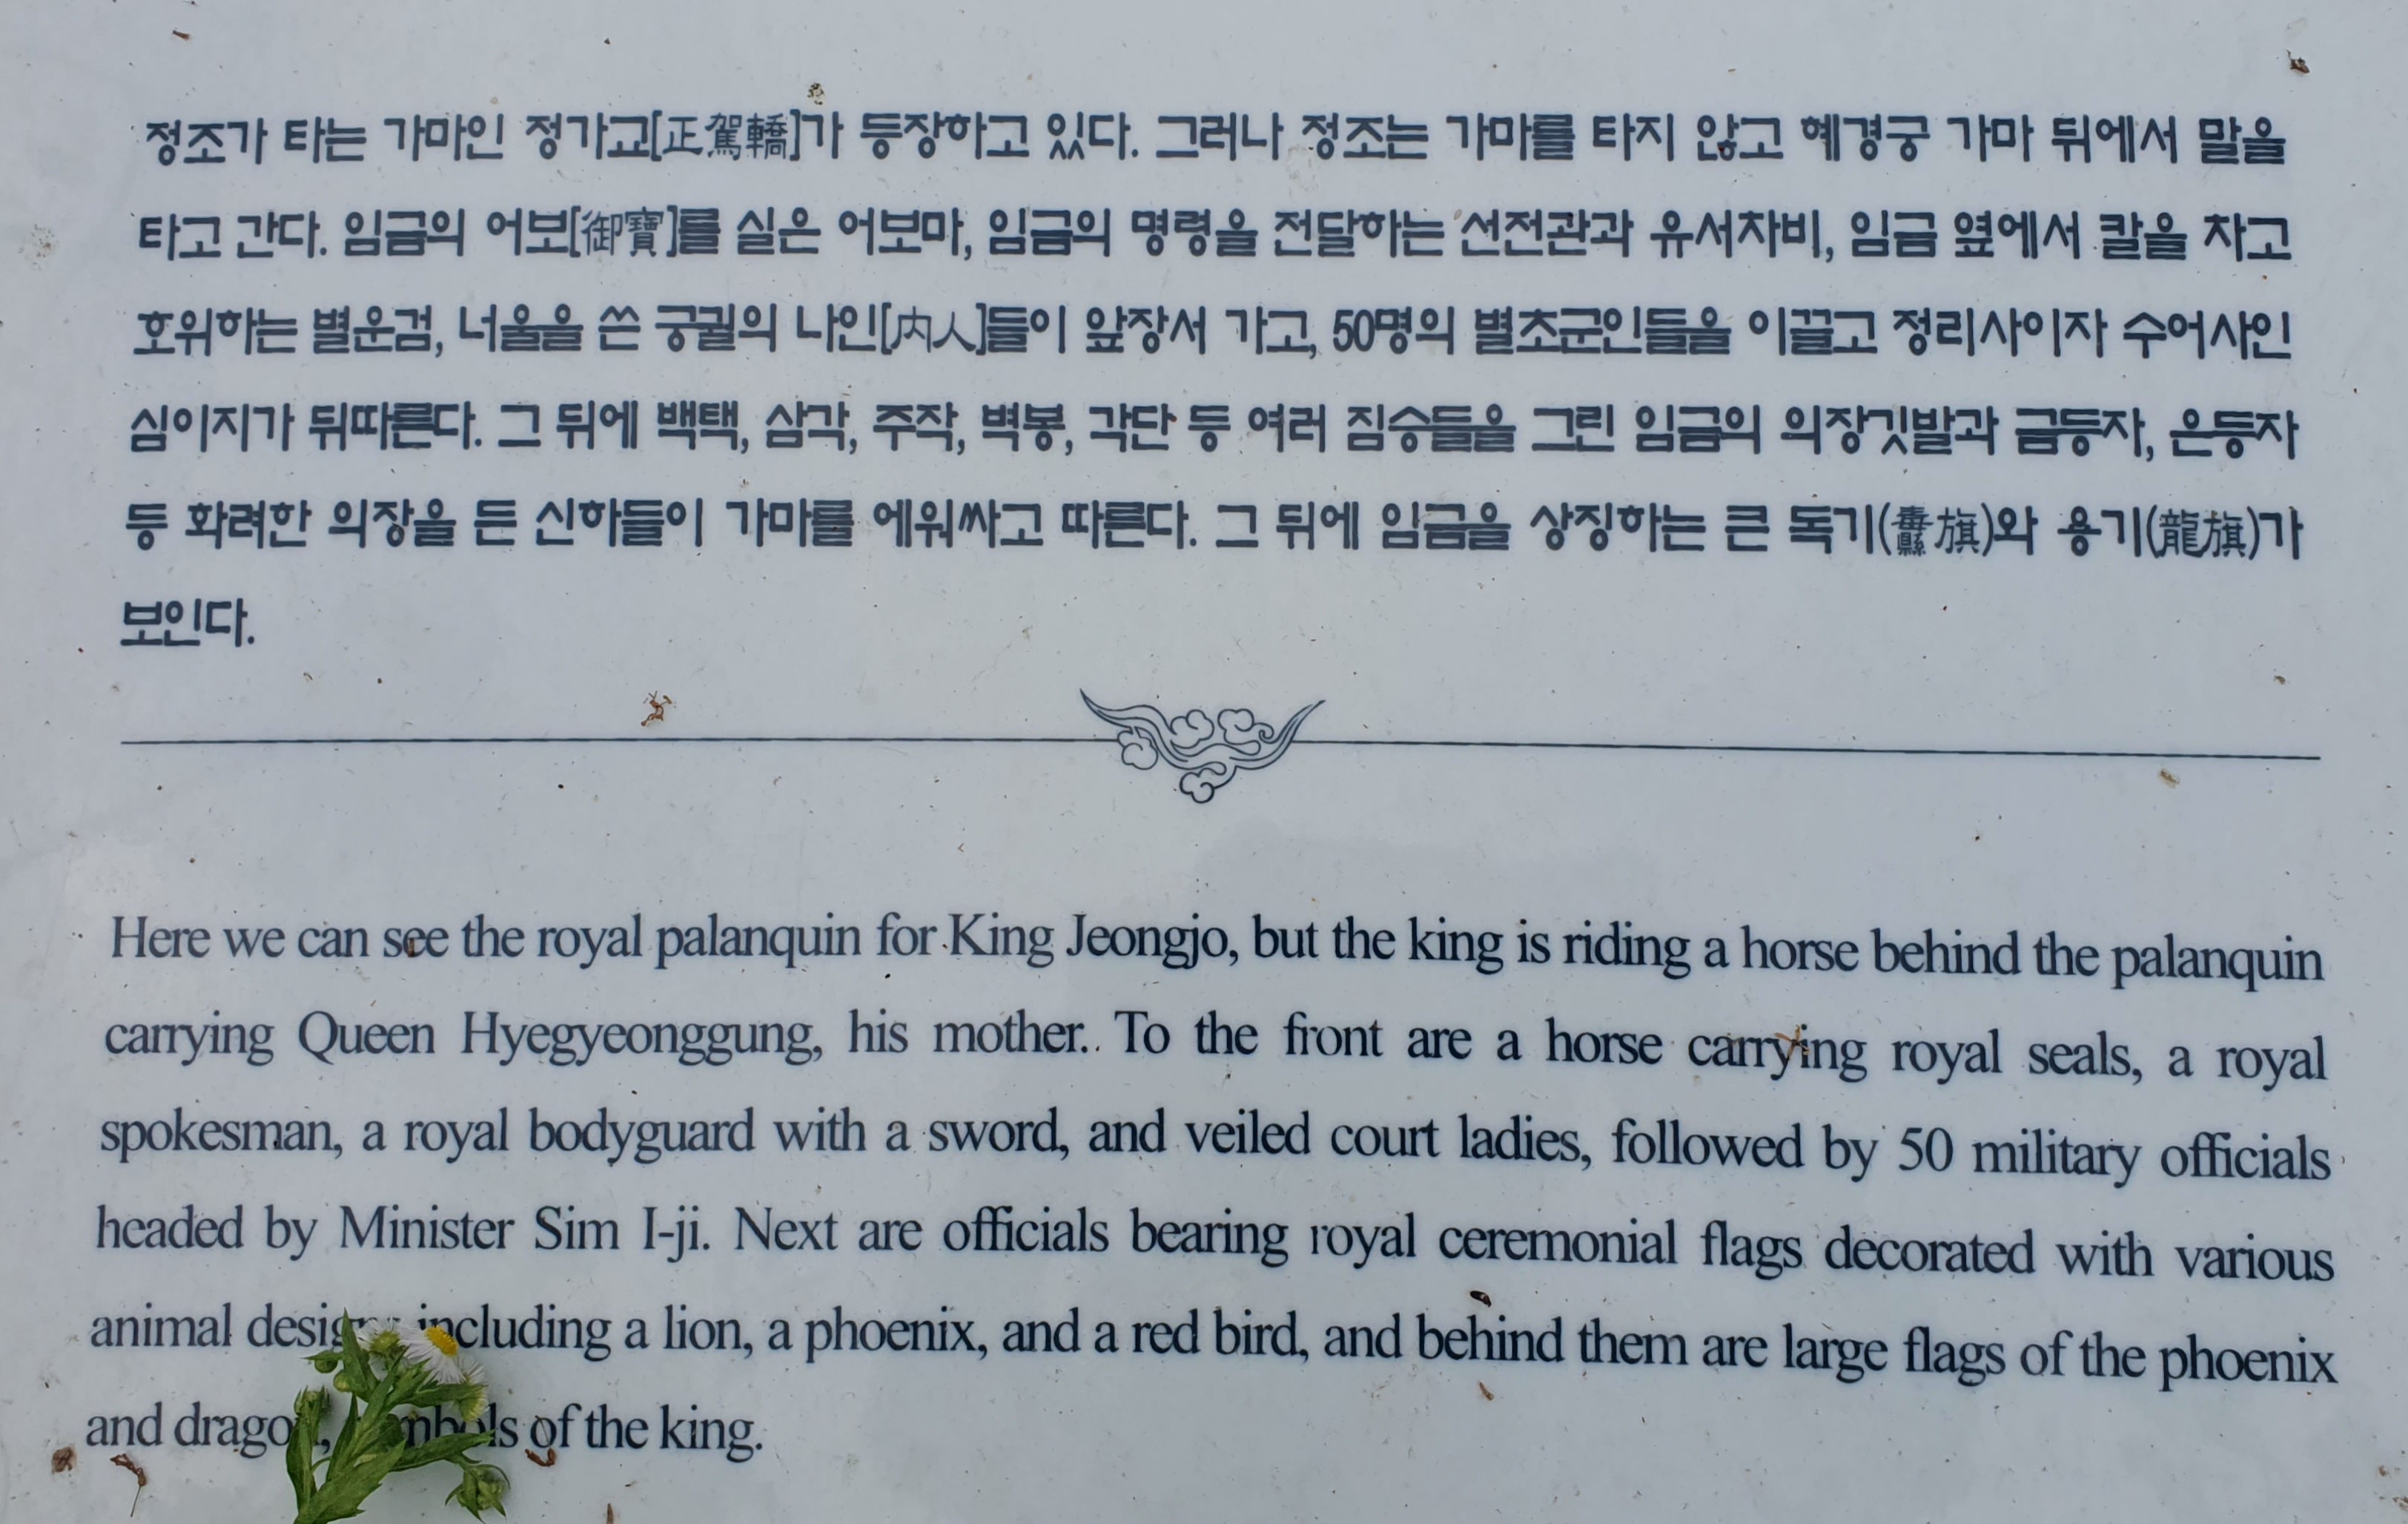 정조가 타는 가마인 정가교[正駕轎]가 등장하고 있다. 그러나 정조는 가마를 타지 않고 혜경궁 가마 뒤에서 말을
타고 간다. 임금의 어보[御寶]를 실은 어보마, 임금의 명령을 전달하는 선전관과 유서차비, 임금 옆에서 칼을 차고
호위하는 별운검, 너울을 쓴 궁궐의 나인[內人]들이 앞장서 가고, 50명의 별초군인들을 이끌고 정리사이자 수어사인
심이지가 뒤따른다. 그 뒤에 백택, 삼각, 주작, 벽봉, 각단 등 여러 짐승들을 그린 임금의 의장깃발과 금등자, 은등자
등 화려한 의장을 든 신하들이 가마를 에워싸고 따른다. 그 뒤에 임금을 상징하는 큰 독기(纛旗)와 용기(龍旗)가
보인다.
Here we can see the royal palanquin for King Jeongjo, but the king is riding a horse behind the palanquin
carrying Queen Hyegyeonggung, his mother. To the front are a horse carrying royal seals, a royal
spokesman, a royal bodyguard with a sword, and veiled court ladies, followed by 50 military officials
headed by Minister Sim I-ji. Next are officials bearing royal ceremonial flags decorated with various
animal including a lion, a phoenix, and a red bird, and behind them are large flags of the phoenix
and of the king.